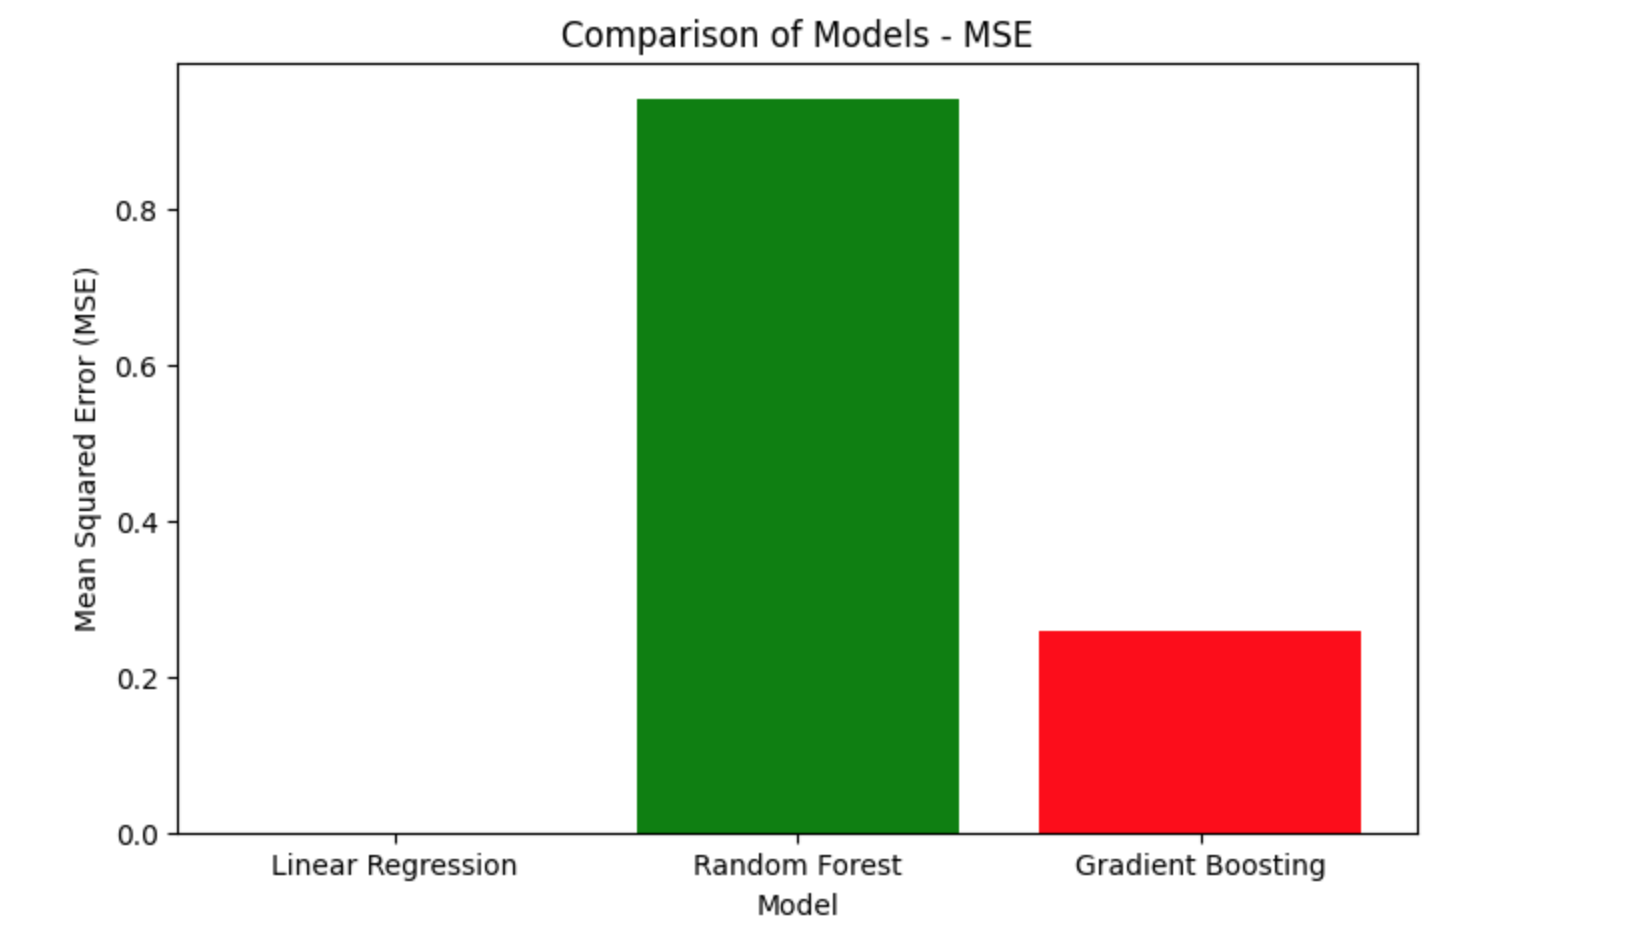 Comparison of Models - MSE
Mean Squared Error (MSE)
0.8
0.6
0.4
0.2
0.0
Linear Regression
Random Forest
Gradient Boosting
Model